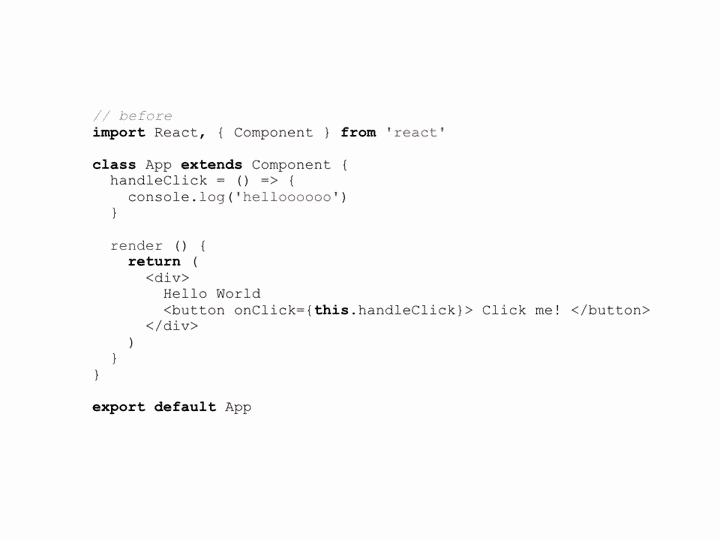 // before
import React, { Component } from 'react'
class App extends Component {
handleClick = () => {
console.log('helloooooo')
}
render () {
return (
<div>
Hello World
<button onClick={this.handleClick}> Click me! </button>
</div>
)
}
}
export default App